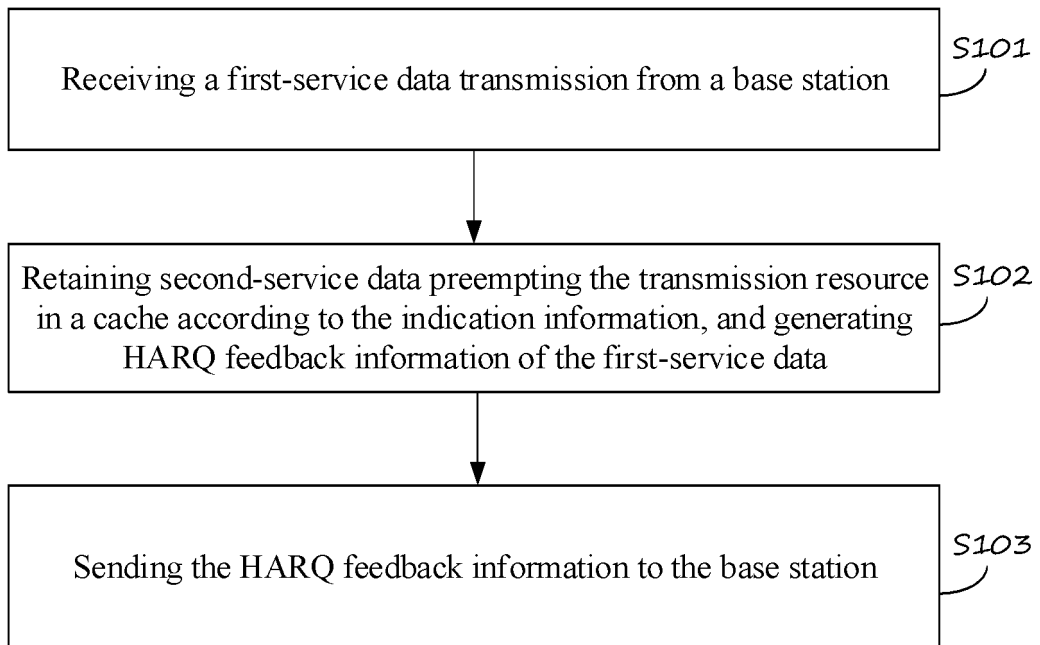 Receiving a first-service data transmission from a base station
S101
Retaining second-service data preempting the transmission resource
in a cache according to the indication information, and generating
HARQ feedback information of the first-service data
S102
Sending the HARQ feedback information to the base station
S103